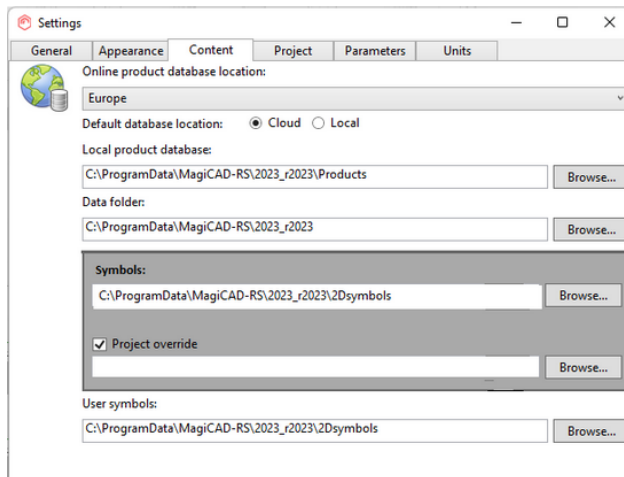 Settings
General Appearance Content Project Parameters Units
Online product database location:
Europe
Default database location: Cloud Local
Local product database:
C:\ProgramData\MagiCAD-RS\2023_r2023\Products Browse...
Data folder:
C:\ProgramData\MagiCAD-RS\2023_r2023 Browse...
Symbols:
C:\ProgramData\MagiCAD-RS\2023_r2023\2Dsymbols Browse...
Project override
Browse...
User symbols:
C:\ProgramData\MagiCAD-RS\2023_r2023\2Dsymbols Browse...